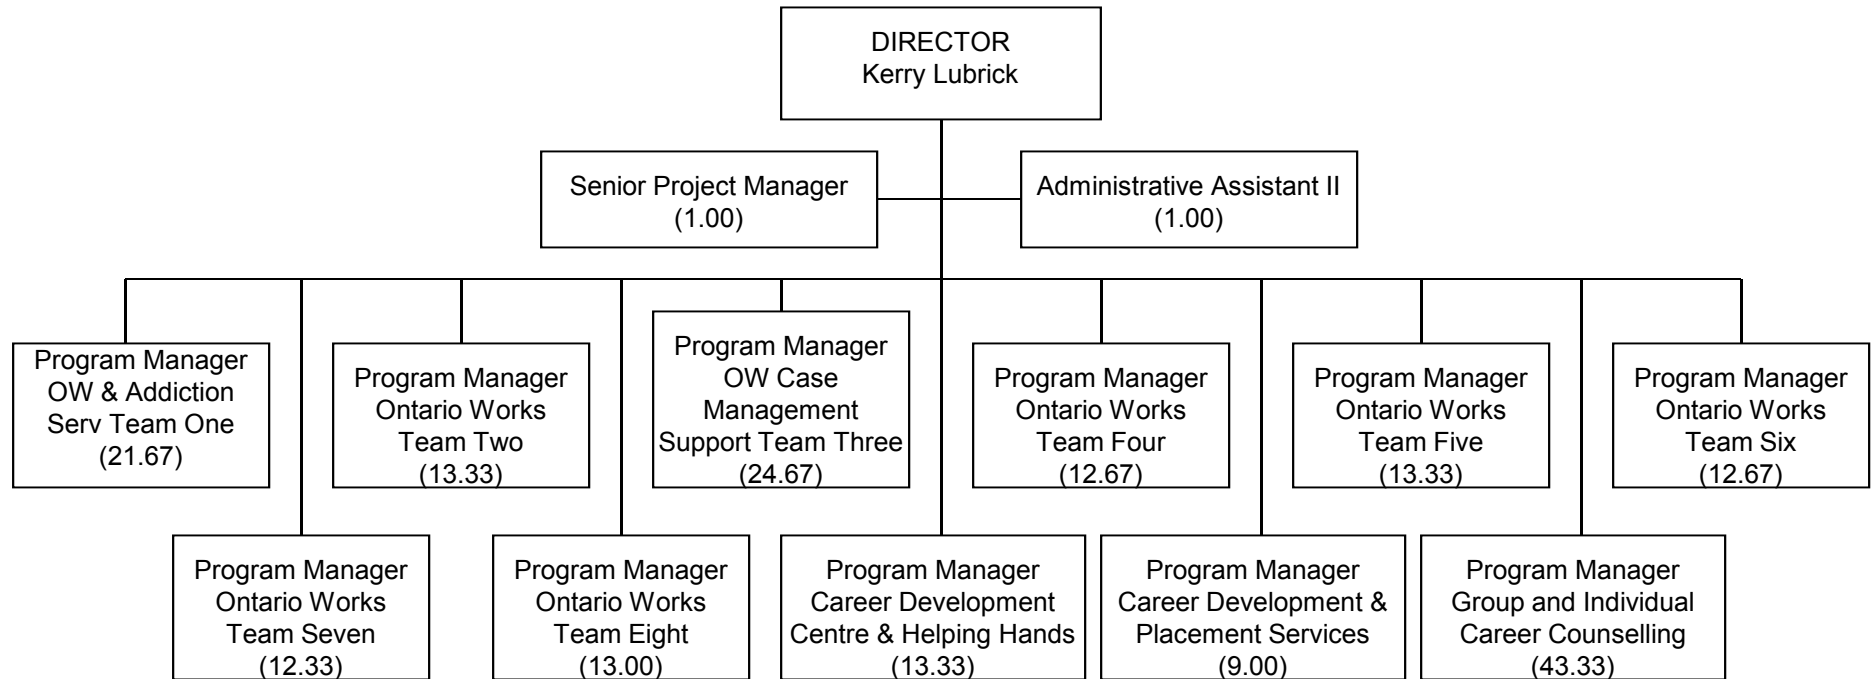 DIRECTOR
Kerry Lubrick
Senior Project Manager
(1.00)
Administrative Assistant II
(1.00)
Program Manager
OW & Addiction
Serv Team One
(21.67)
Program Manager
Ontario Works
Team Two
(13.33)
Program Manager
OW Case
Management
Support Team Three
(24.67)
Program Manager
Ontario Works
Team Four
(12.67)
Program Manager
Ontario Works
Team Five
(13.33)
Program Manager
Ontario Works
Team Six
(12.67)
Program Manager
Ontario Works
Team Seven
(12.33)
Program Manager
Ontario Works
Team Eight
(13.00)
Program Manager
Career Development
Centre & Helping Hands
(13.33)
Program Manager
Career Development &
Placement Services
(9.00)
Program Manager
Group and Individual
Career Counselling
(43.33)